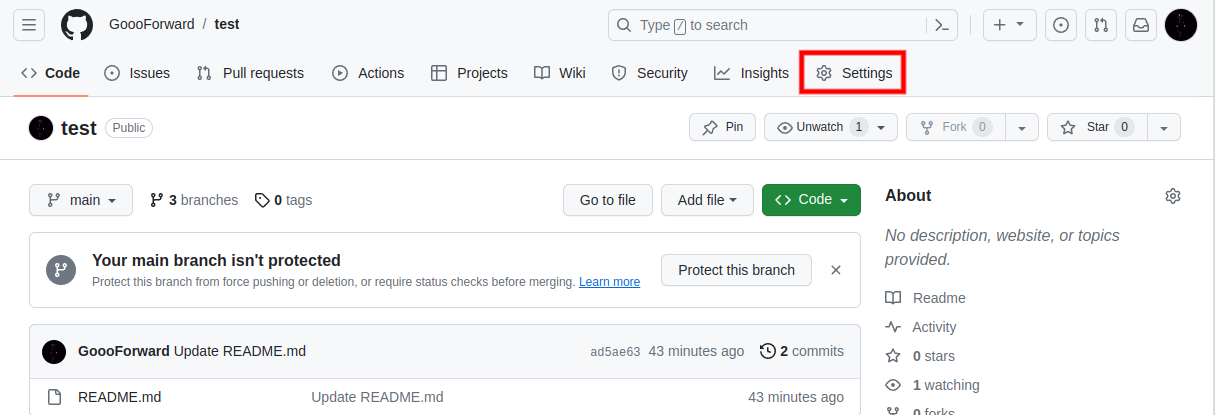 GoooForward / test
Type / to search
Code Issues Pull requests Actions Projects Wiki Security Insights Settings
test Public
Pin Unwatch 1 Fork 0 Star 0
main 3 branches 0 tags
Go to file Add file Code
Your main branch isn't protected
Protect this branch from force pushing or deletion, or require status checks before merging. Learn more
Protect this branch
GoooForward Update README.md ad5ae63 43 minutes ago 2 commits
README.md Update README.md 43 minutes ago
About
No description, website, or topics
provided.
Readme
Activity
0 stars
1 watching
0 forks